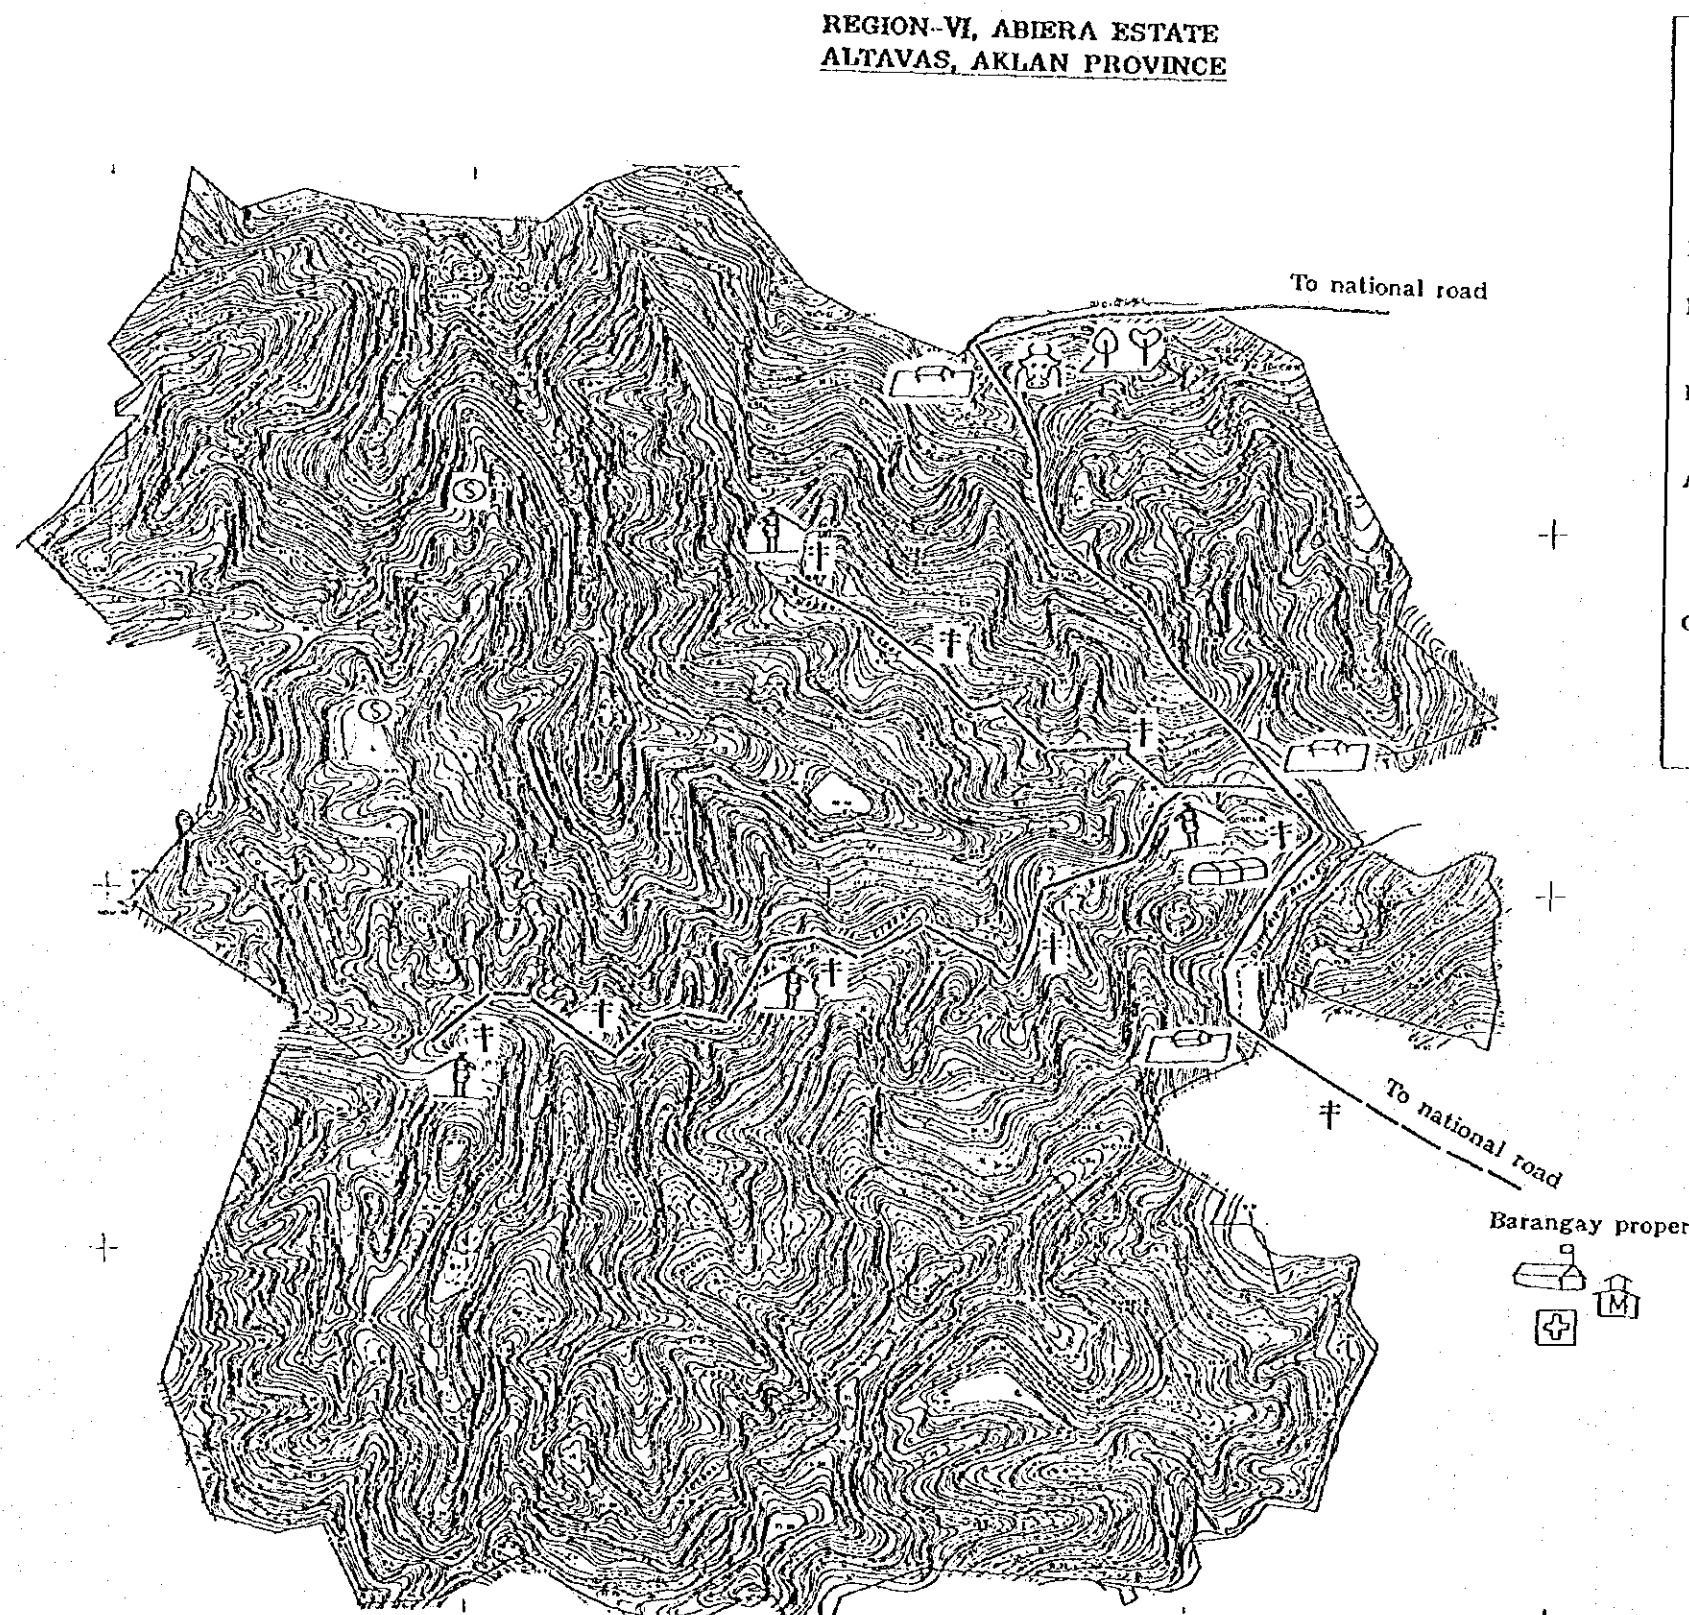 REGION-VI, ABIERA ESTATE
ALTAVAS, AKLAN PROVINCE
To national road
S
S
To national road
Barangay proper
M